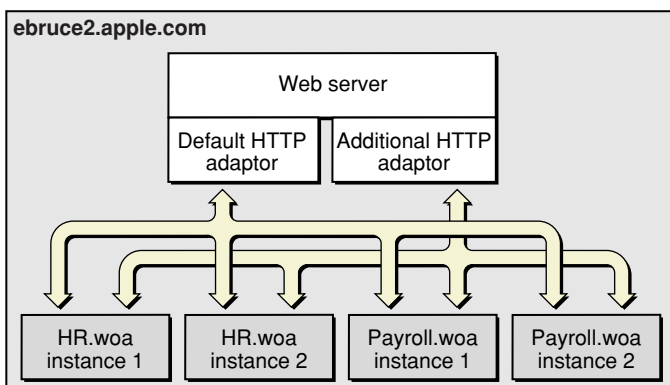 ebruce2.apple.com
Web server
Default HTTP
adaptor
Additional HTTP
adaptor
HR.woa
instance 1
HR.woa
instance 2
Payroll.woa
instance 1
Payroll.woa
instance 2